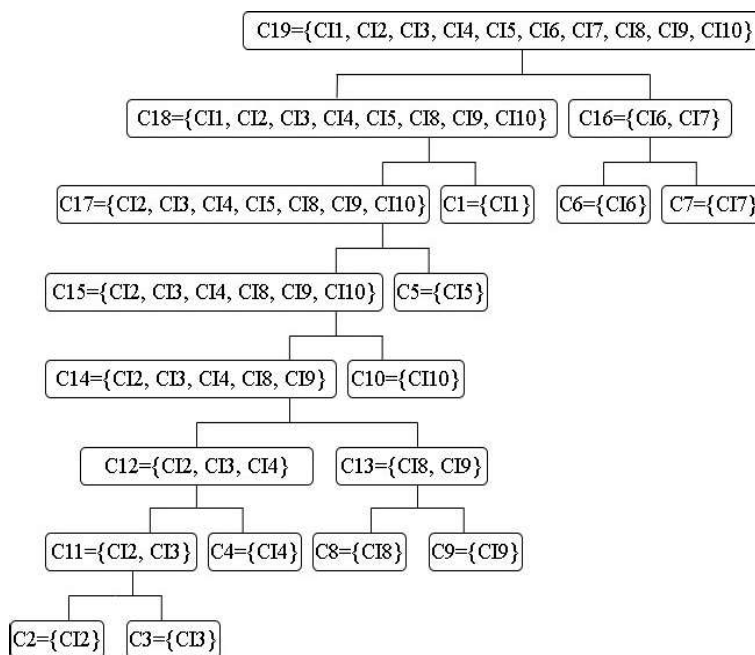 C19={CI1, CI2, CI3, CI4, CI5, CI6, CI7, CI8, CI9, CI10}
C18={CI1, CI2, CI3, CI4, CI5, CI8, CI9, CI10}
C16={CI6, CI7}
C17={CI2, CI3, CI4, CI5, CI8, CI9, CI10}
C1={CI1}
C6={CI6}
C7={CI7}
C15={CI2, CI3, CI4, CI8, CI9, CI10}
C5={CI5}
C14={CI2, CI3, CI4, CI8, CI9}
C10={CI10}
C12={CI2, CI3, CI4}
C13={CI8, CI9}
C11={CI2, CI3}
C4={CI4}
C8={CI8}
C9={CI9}
C2={CI2}
C3={CI3}